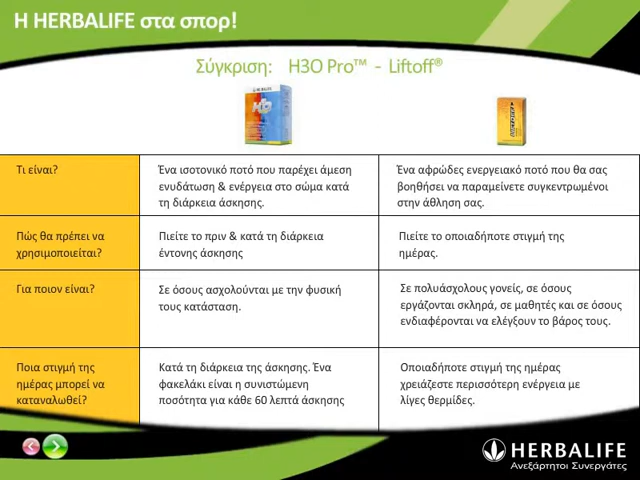 Η HERBALIFE στα σπορ!
Σύγκριση: H3O Pro™ - Liftoff®
HERBALIFE
Τι είναι?
Ένα ισοτονικό ποτό που παρέχει άμεση
ενυδάτωση & ενέργεια στο σώμα κατά
τη διάρκεια άσκησης.
Ένα αφρώδες ενεργειακό ποτό που θα σας
βοηθήσει να παραμείνετε συγκεντρωμένοι
στην άθληση σας.
Πώς θα πρέπει να
χρησιμοποιείται?
Πιείτε το πριν & κατά τη διάρκεια
έντονης άσκησης
Πιείτε το οποιαδήποτε στιγμή της
ημέρας.
Για ποιον είναι?
Σε όσους ασχολούνται με την φυσική
τους κατάσταση.
Σε πολυάσχολους γονείς, σε όσους
εργάζονται σκληρά, σε μαθητές και σε όσους
ενδιαφέρονται να ελέγξουν το βάρος τους.
Ποια στιγμή της
ημέρας μπορεί να
καταναλωθεί?
Κατά τη διάρκεια της άσκησης. Ένα
φακελάκι είναι η συνιστώμενη
ποσότητα για κάθε 60 λεπτά άσκησης
Οποιαδήποτε στιγμή της ημέρας
χρειάζεστε περισσότερη ενέργεια με
λίγες θερμίδες.
HERBALIFE
Ανεξάρτητοι Συνεργάτες